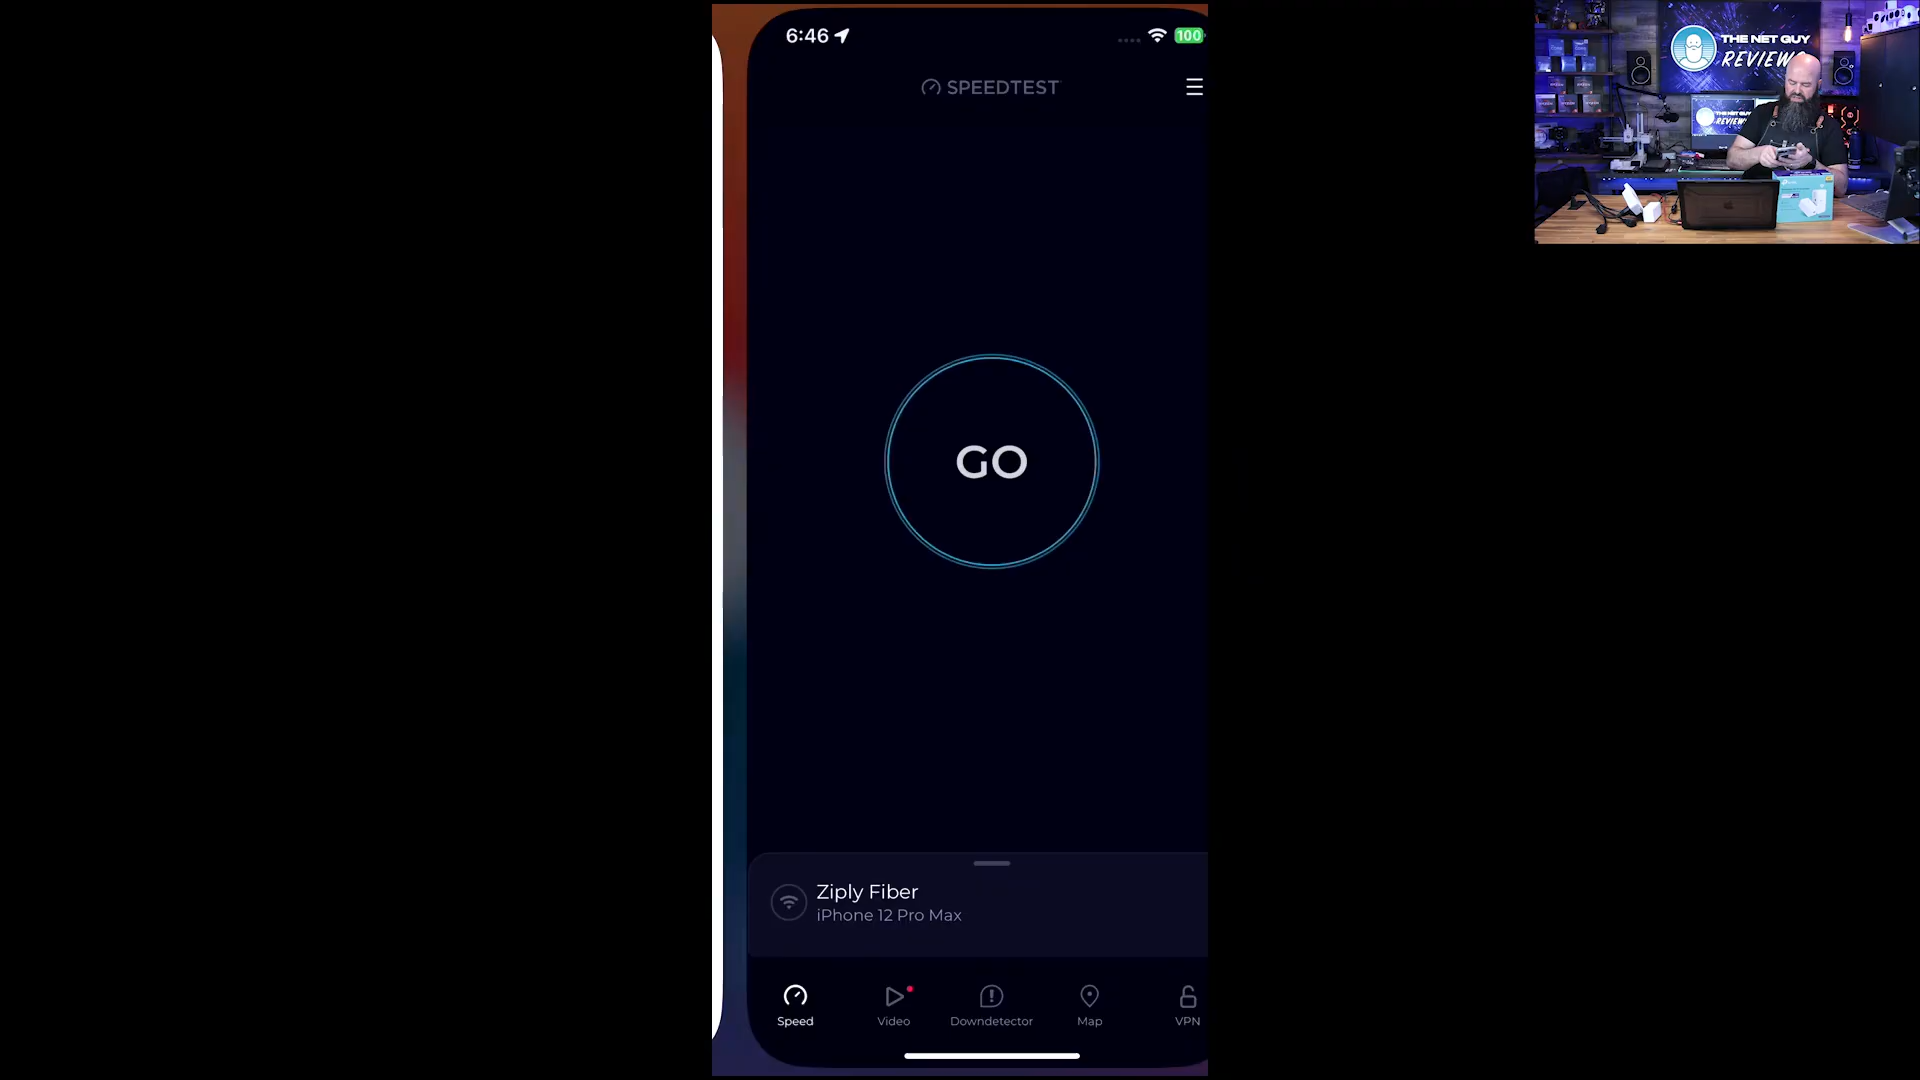 6:46
100
SPEEDTEST
GO
Ziply Fiber
iPhone 12 Pro Max
Speed
Video
Downdetector
Map
VPN
THE NET GUY
REVIEWS